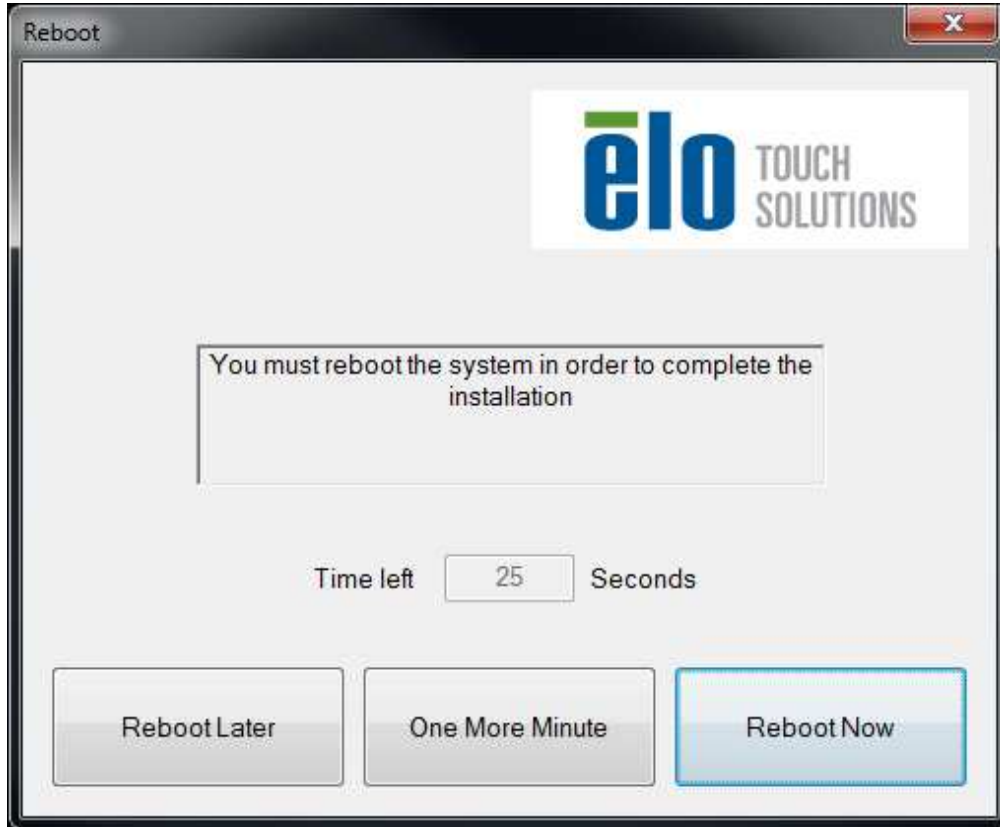 Reboot
ēlo TOUCH
SOLUTIONS
You must reboot the system in order to complete the
installation
Time left 25 Seconds
Reboot Later One More Minute Reboot Now